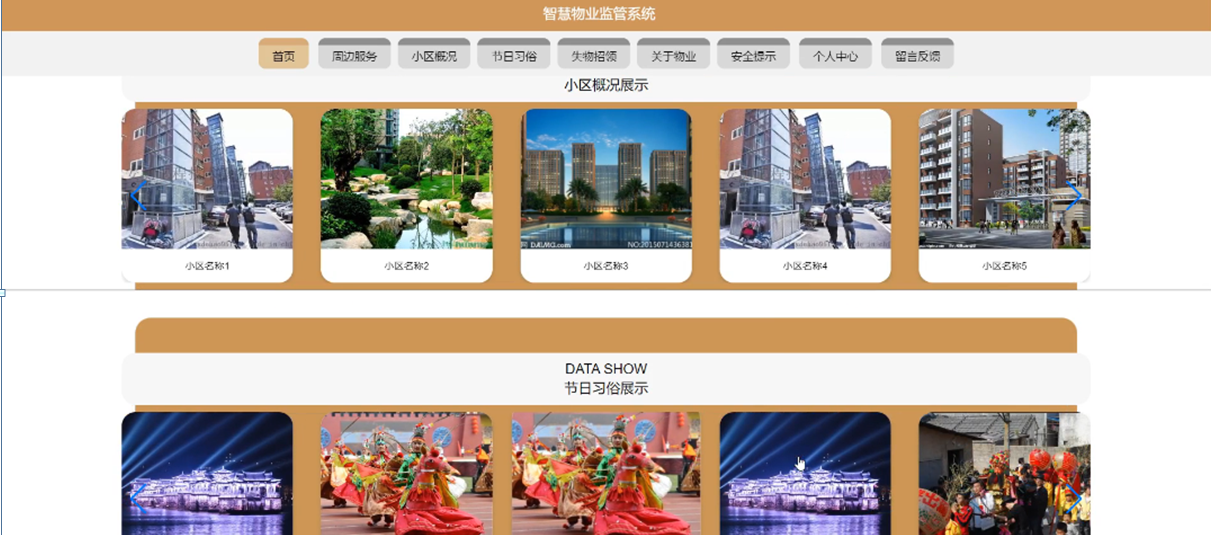 智慧物业监管系统
首页 周边服务 小区概况 节日习俗 失物招领 关于物业 安全提示 个人中心 留言反馈
小区概况展示
NO:2015071436381
小区名称1 小区名称2 小区名称3 小区名称4 小区名称5
DATA SHOW
节日习俗展示